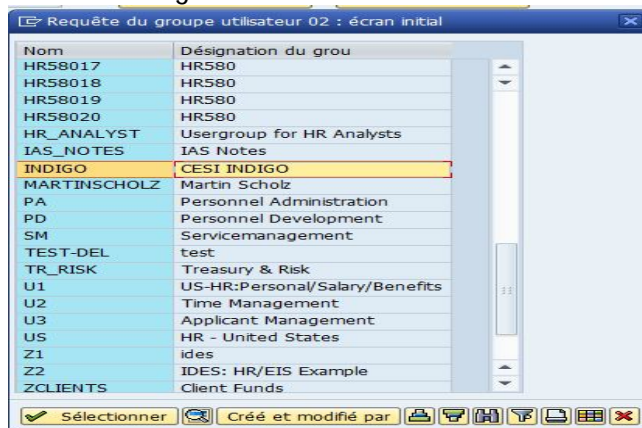 Requête du groupe utilisateur 02 : écran initial
Nom Désignation du grou
HR58017 HR580
HR58018 HR580
HR58019 HR580
HR58020 HR580
HR_ANALYST Usergroup for HR Analysts
IAS_NOTES IAS Notes
INDIGO CESI INDIGO
MARTINSCHOLZ Martin Scholz
PA Personnel Administration
PD Personnel Development
SM Servicemanagement
TEST-DEL test
TR_RISK Treasury & Risk
U1 US-HR:Personal/Salary/Benefits
U2 Time Management
U3 Applicant Management
US HR - United States
Z1 ides
Z2 IDES: HR/EIS Example
ZCLIENTS Client Funds
Sélectionner Créé et modifié par